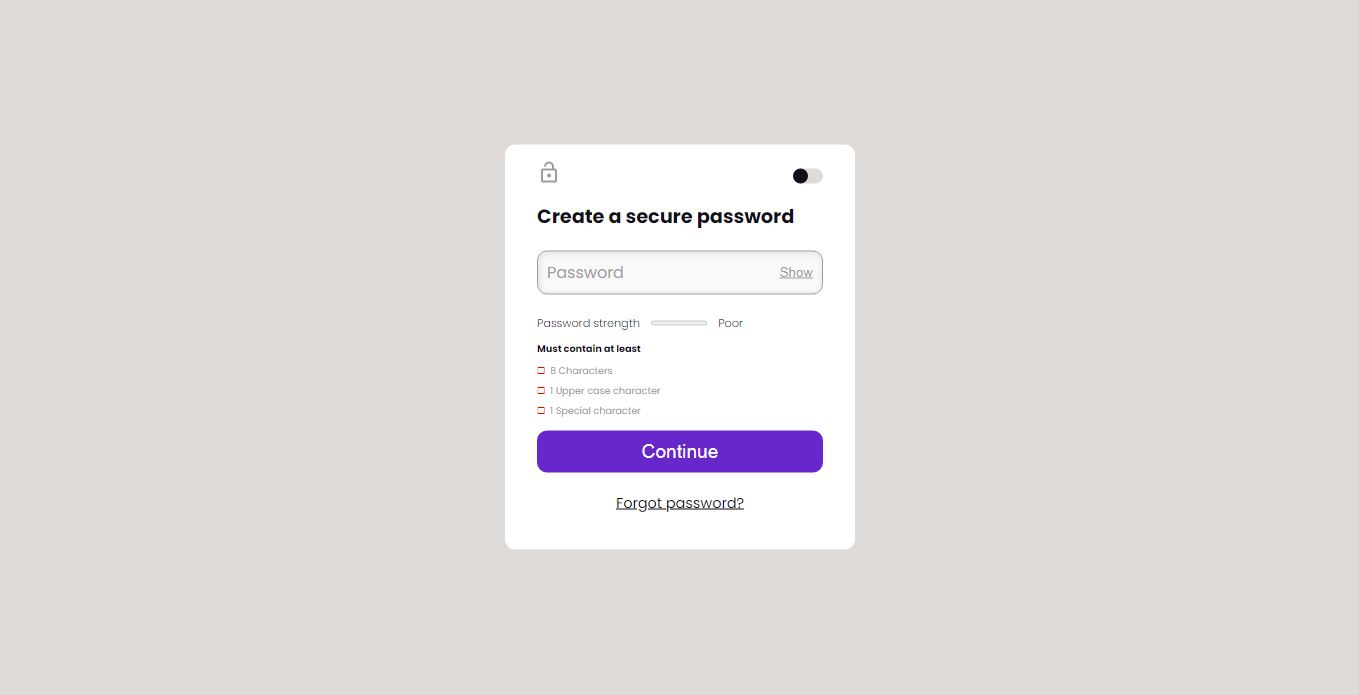 Create a secure password
Password Show
Password strength Poor
Must contain at least
8 Characters
1 Upper case character
1 Special character
Continue
Forgot password?